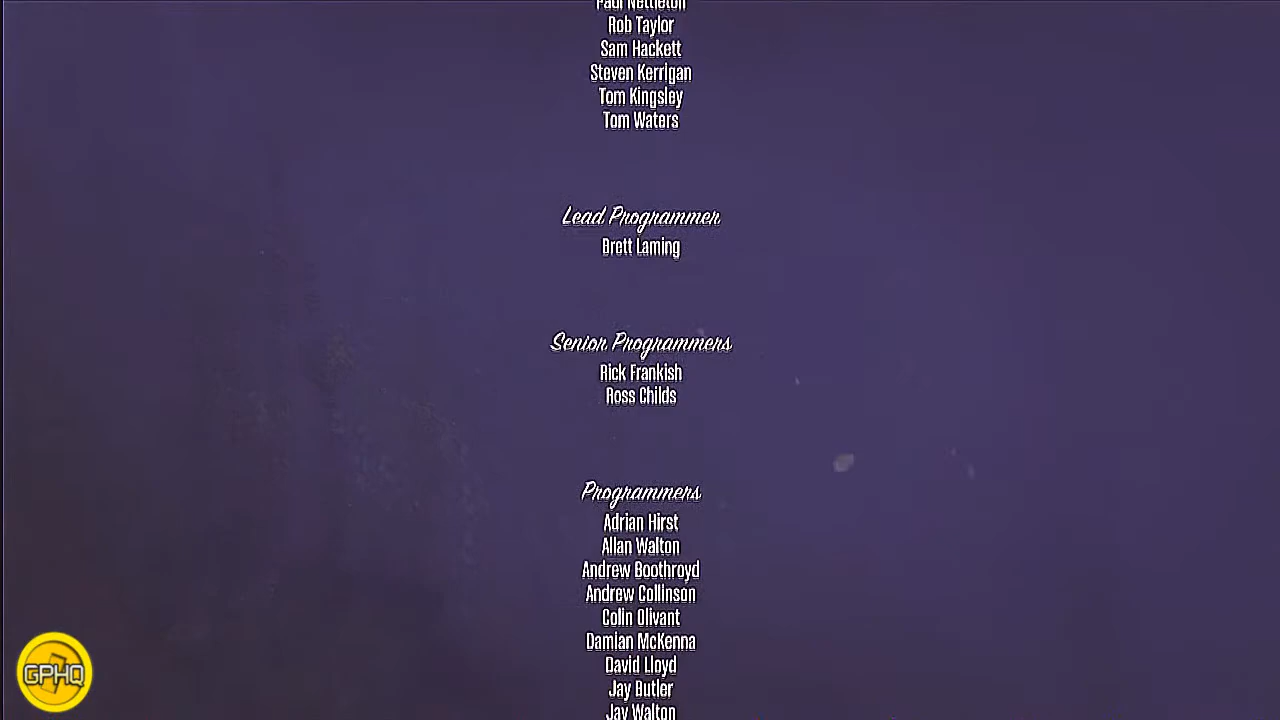 Paul Nettleton
Rob Taylor
Sam Hackett
Steven Kerrigan
Tom Kingsley
Tom Waters
Lead Programmer
Brett Laming
Senior Programmers
Rick Frankish
Ross Childs
Programmers
Adrian Hirst
Allan Walton
Andrew Boothroyd
Andrew Collinson
Colin Olivant
Damian McKenna
David Lloyd
Jay Butler
Jay Walton
GPHQ